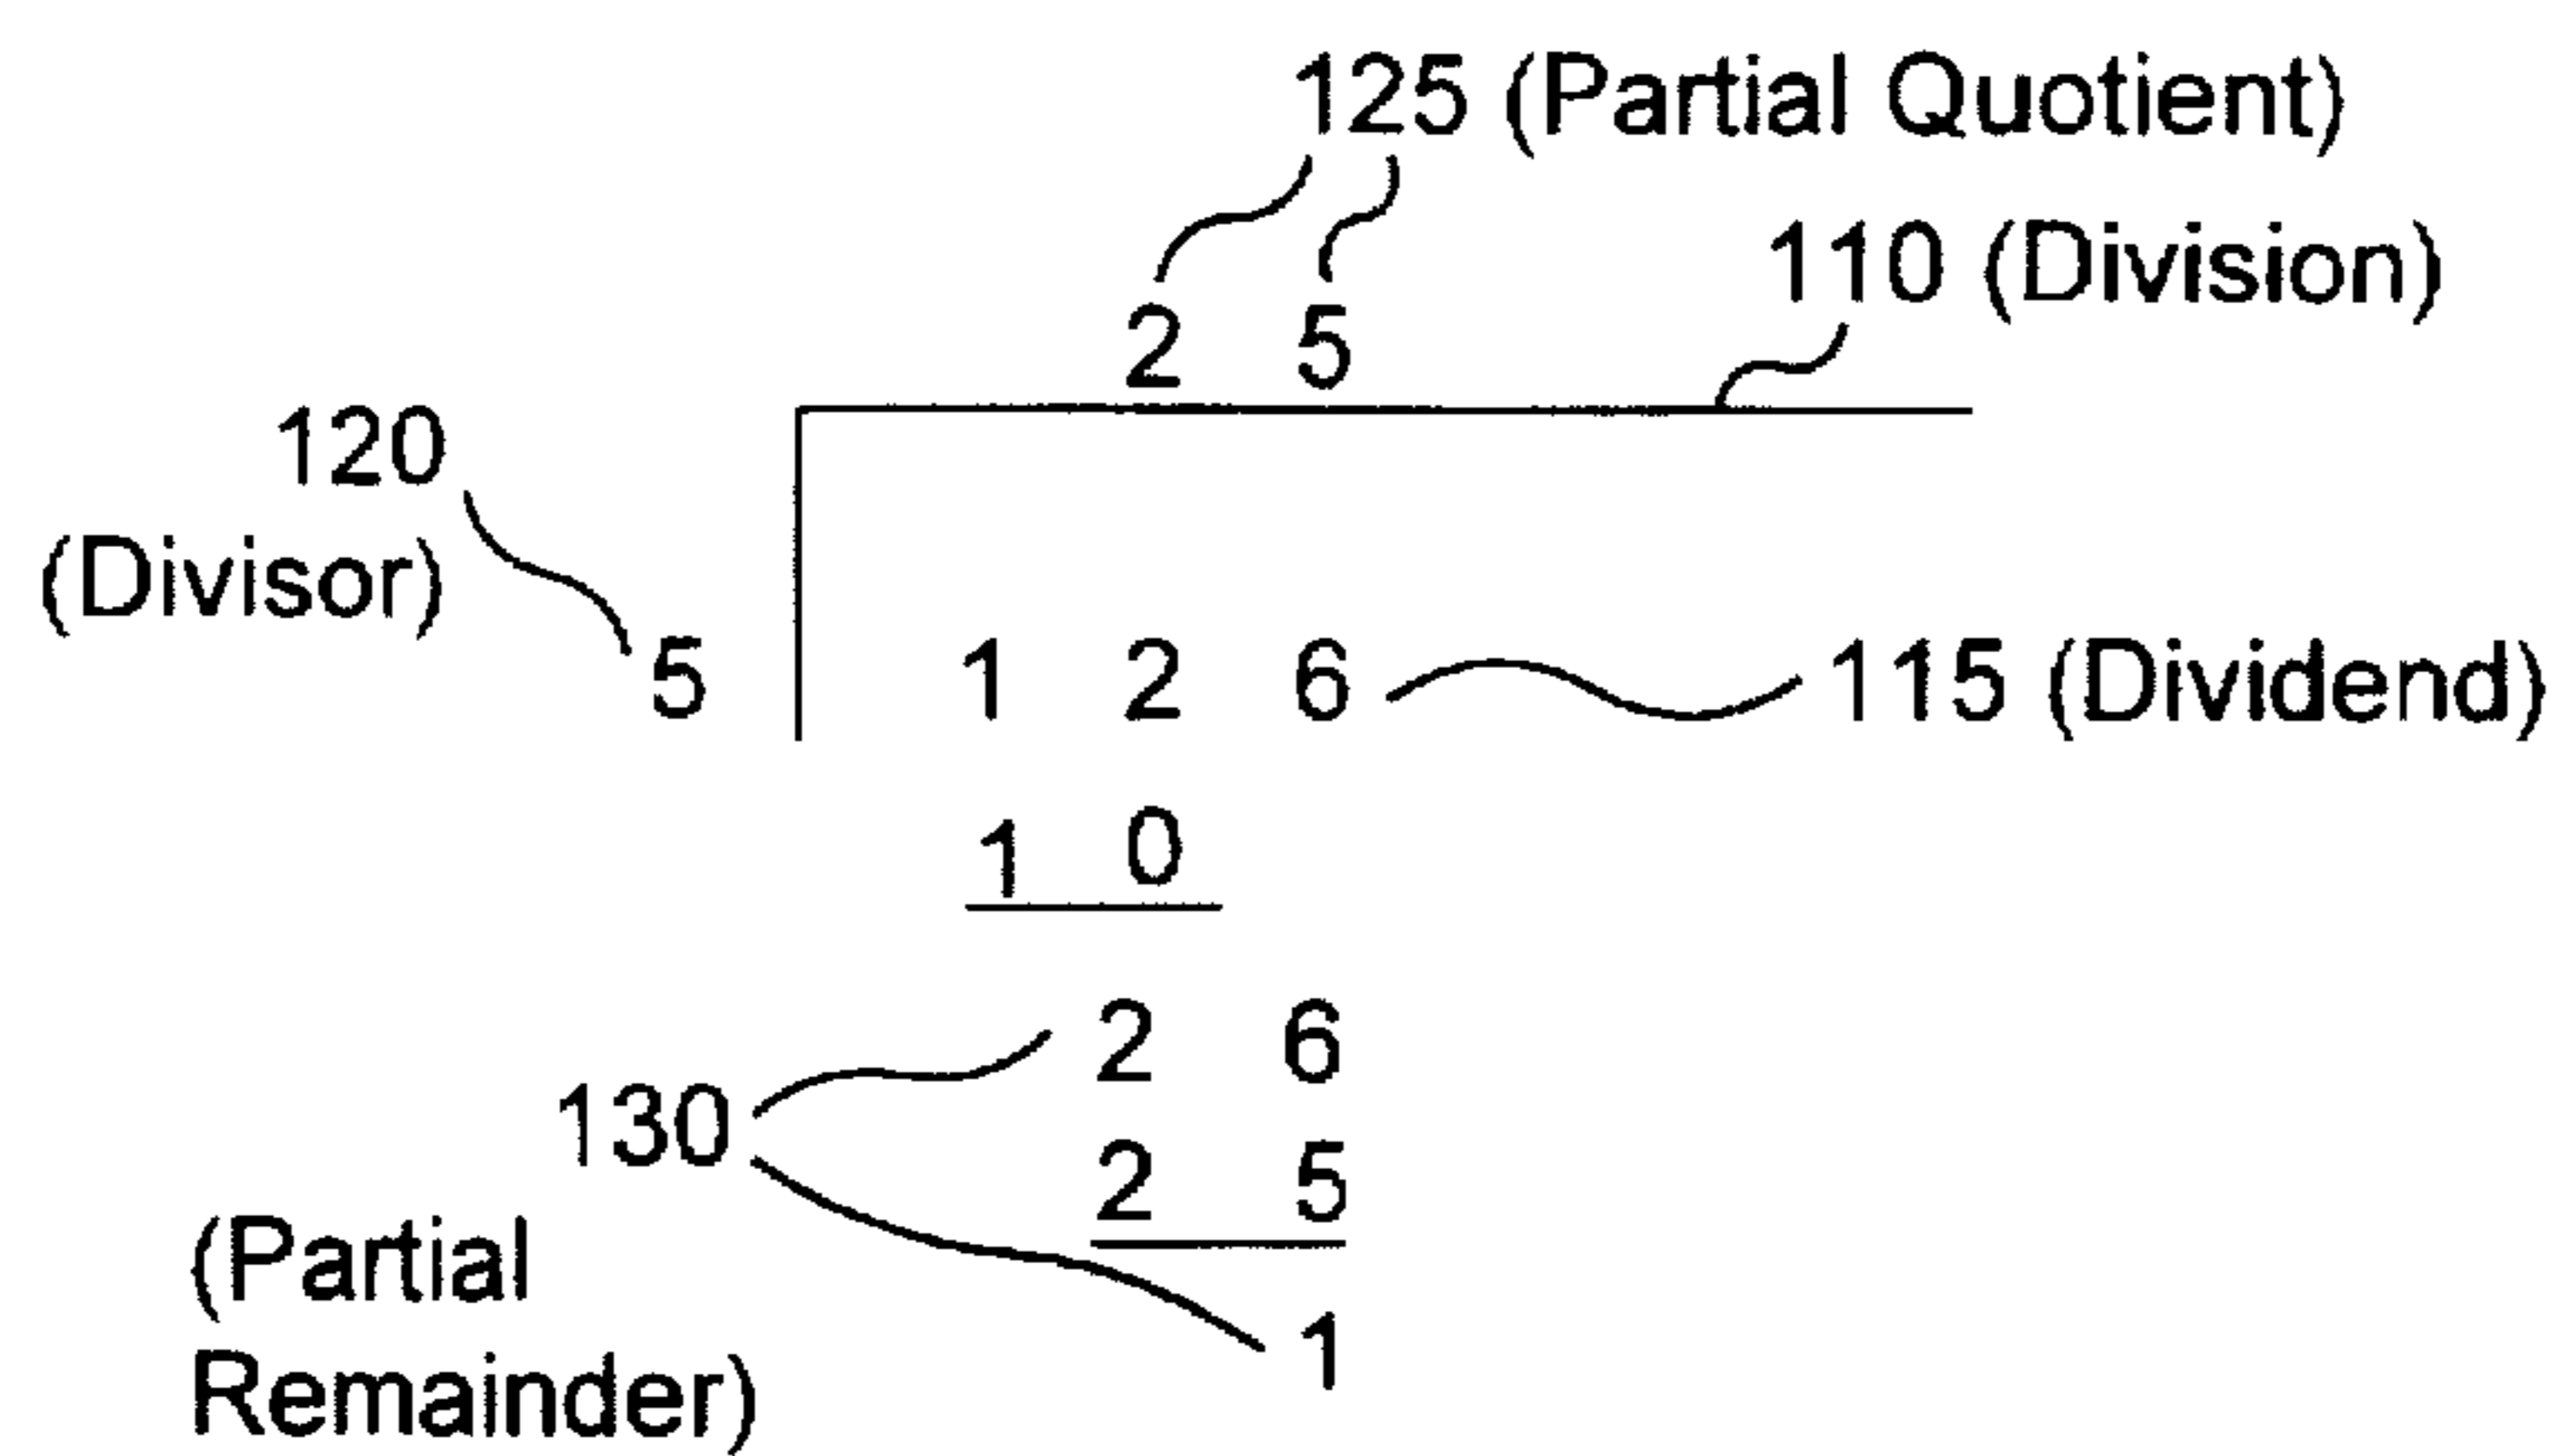 125 (Partial Quotient)
110 (Division)
2 5
120
(Divisor)
5 1 2 6 115 (Dividend)
1 0
2 6
130
2 5
(Partial
1
Remainder)